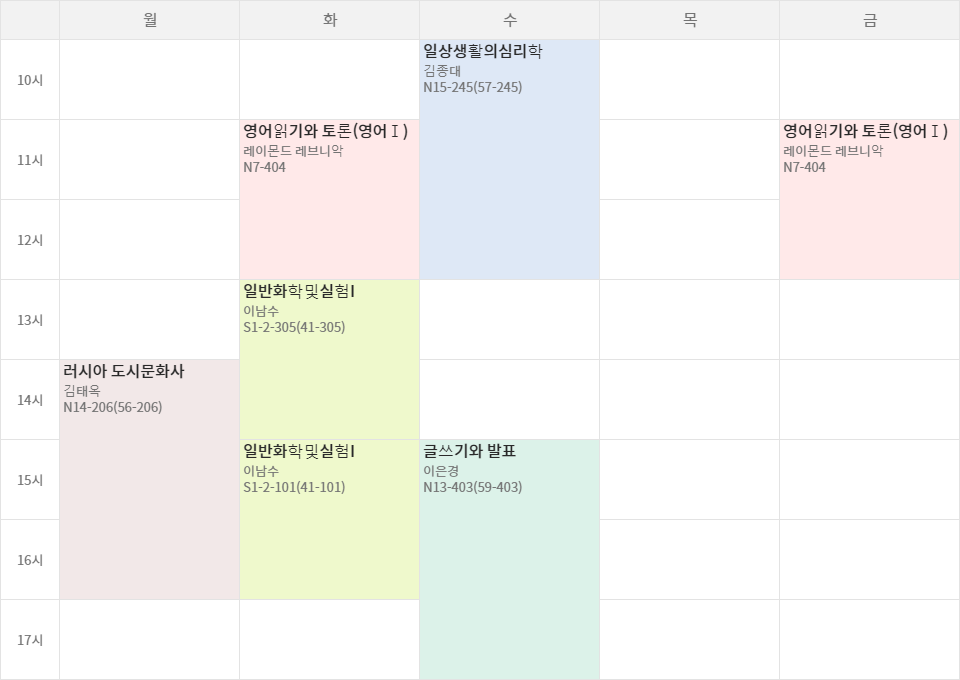 월 화 수 목 금
10시
일상생활의심리학
김종대
N15-245(57-245)
11시
영어읽기와 토론(영어Ⅰ)
레이몬드 레브니악
N7-404
영어읽기와 토론(영어Ⅰ)
레이몬드 레브니악
N7-404
12시
13시
일반화학및실험I
이남수
S1-2-305(41-305)
14시
러시아 도시문화사
김태옥
N14-206(56-206)
15시
일반화학및실험I
이남수
S1-2-101(41-101)
글쓰기와 발표
이은경
N13-403(59-403)
16시
17시